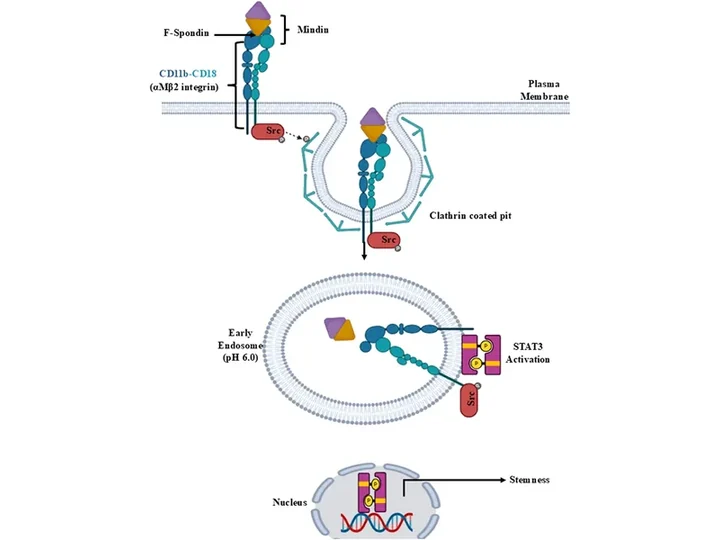 F-Spondin
Mindin
CD11b-CD18
(αMβ2 integrin)
Plasma
Membrane
Src
Clathrin coated pit
Src
Early
Endosome
(pH 6.0)
STAT3
Activation
P
P
Src
Nucleus
P
P
Stemness